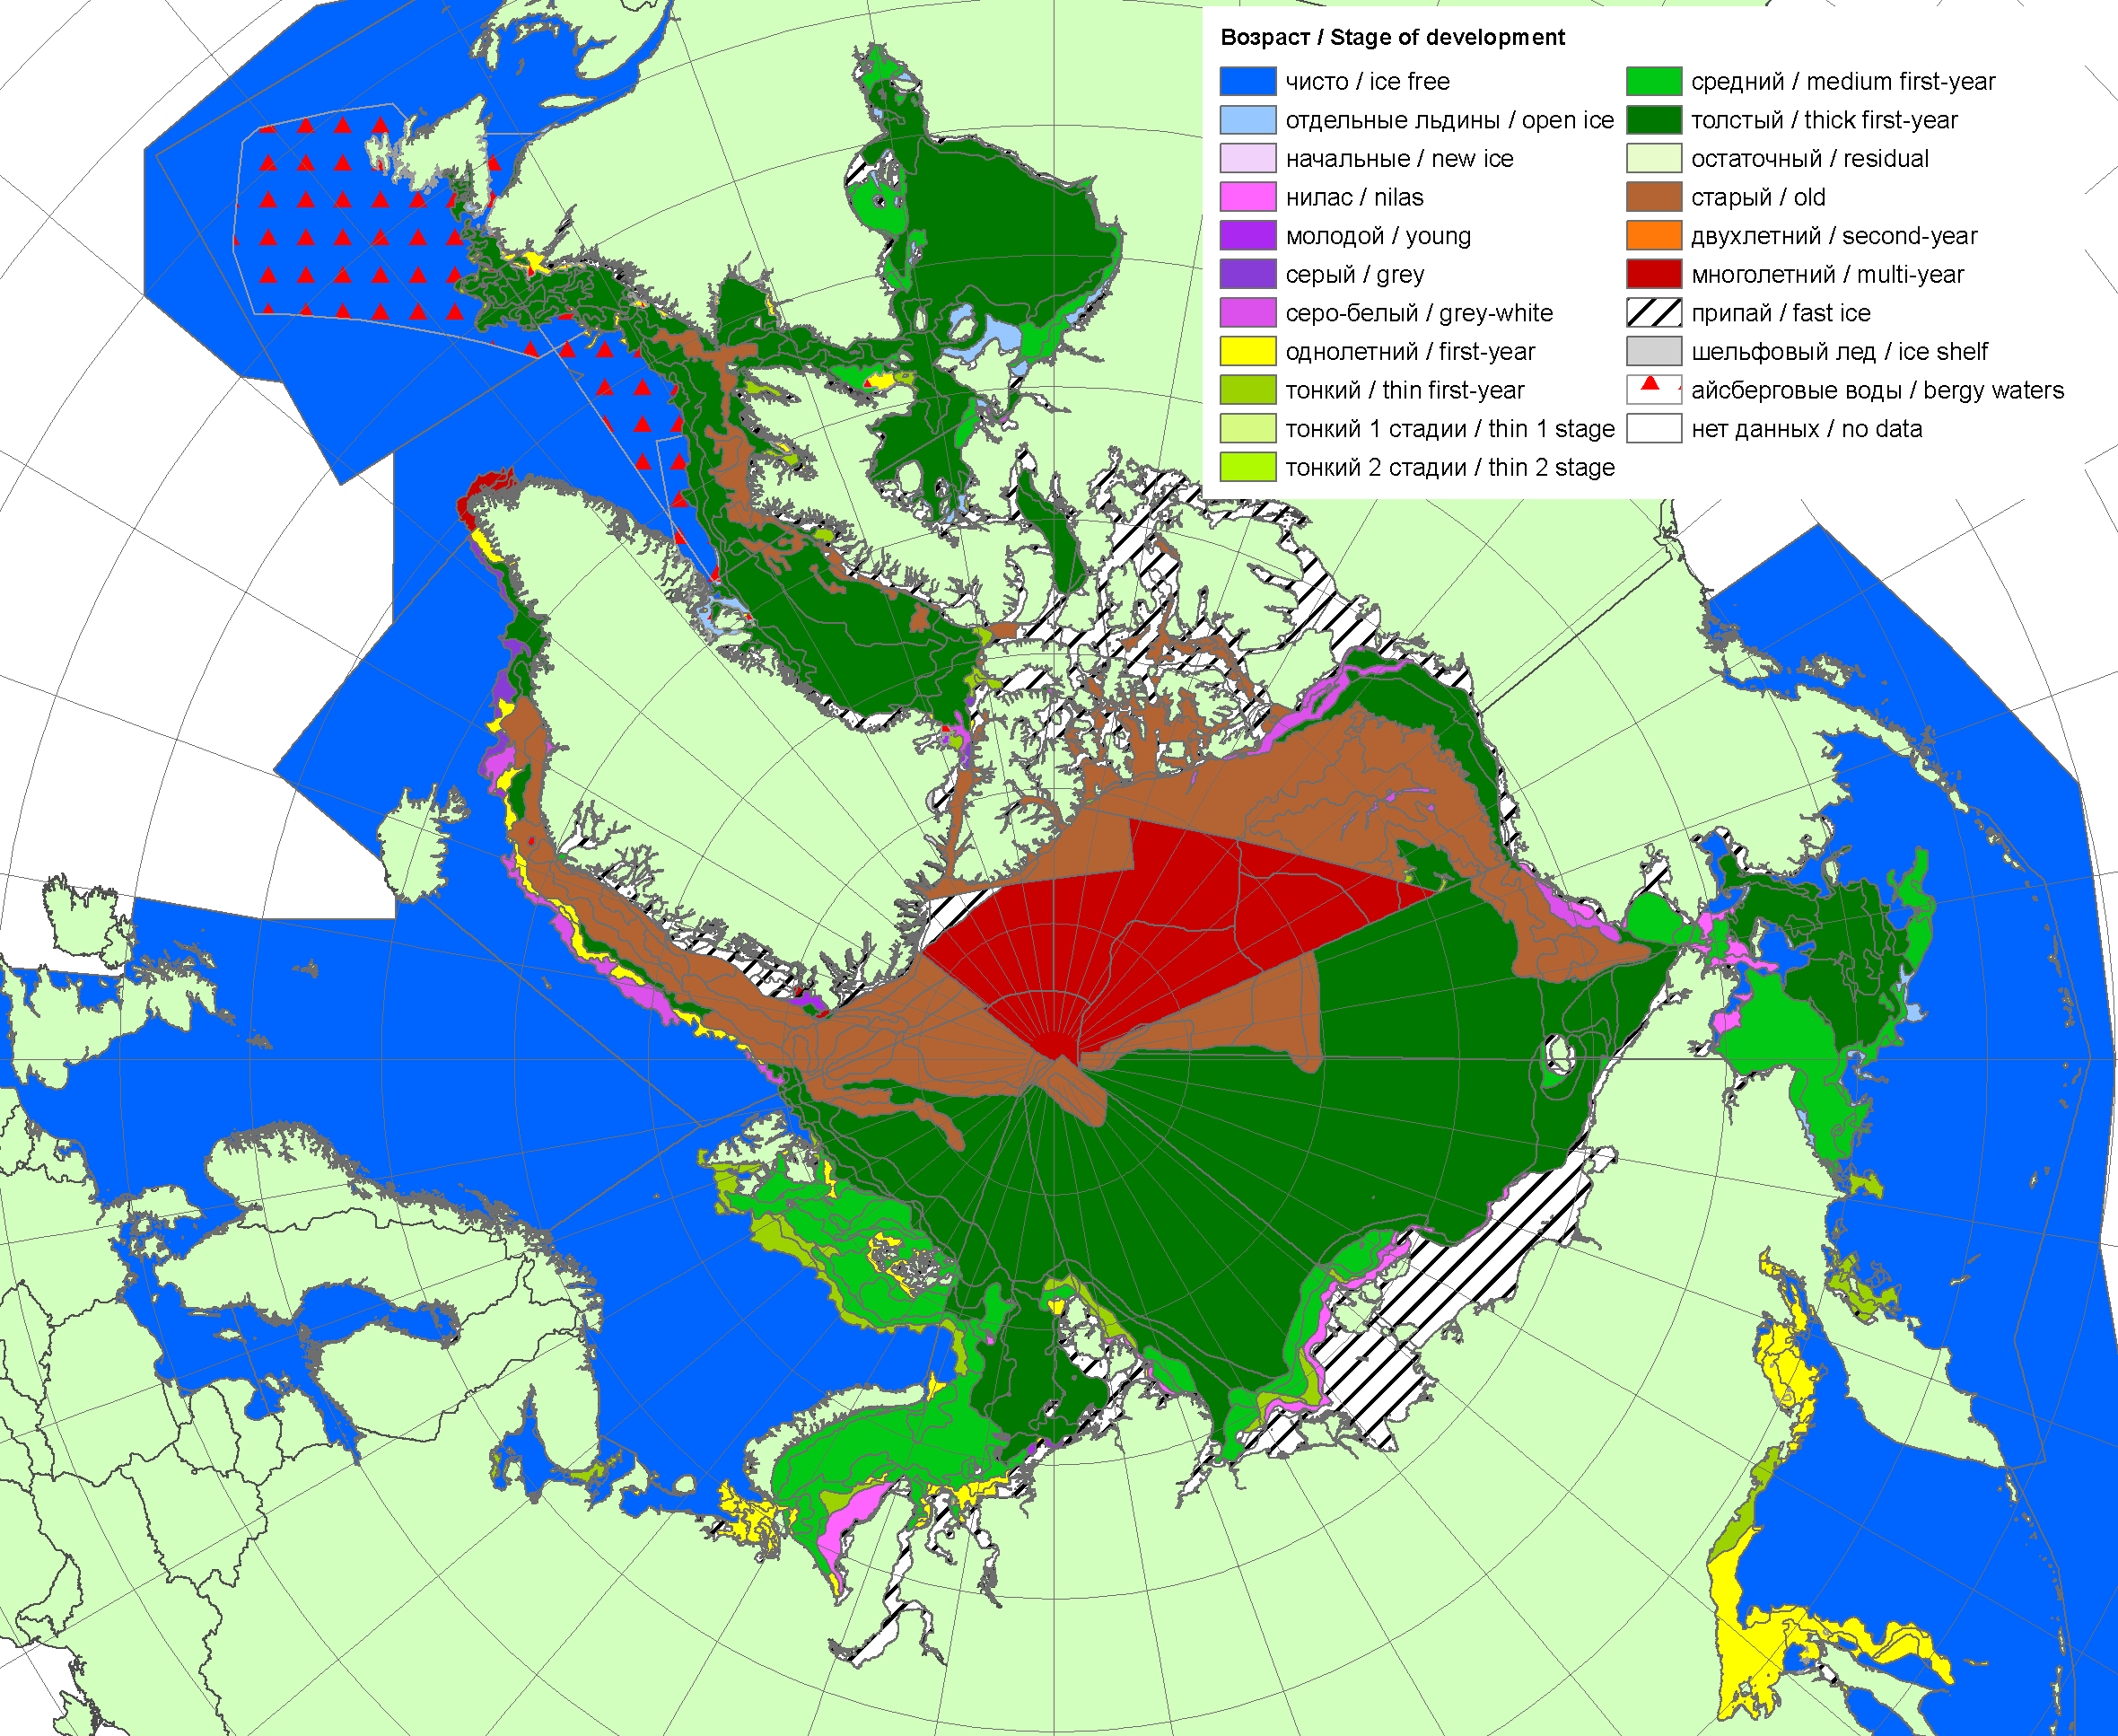 Возраст / Stage of development
чисто / ice free
отдельные льдины / open ice
начальные / new ice
нилас / nilas
молодой / young
серый / grey
серо-белый / grey-white
однолетний / first-year
тонкий / thin first-year
тонкий 1 стадии / thin 1 stage
тонкий 2 стадии / thin 2 stage
средний / medium first-year
толстый / thick first-year
остаточный / residual
старый / old
двухлетний / second-year
многолетний / multi-year
припай / fast ice
шельфовый лед / ice shelf
айсберговые воды / bergy waters
нет данных / no data